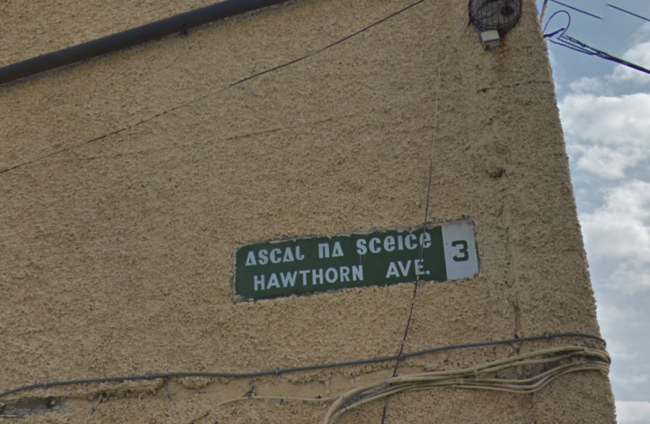 ascal na sceice
HAWTHORN AVE. 3